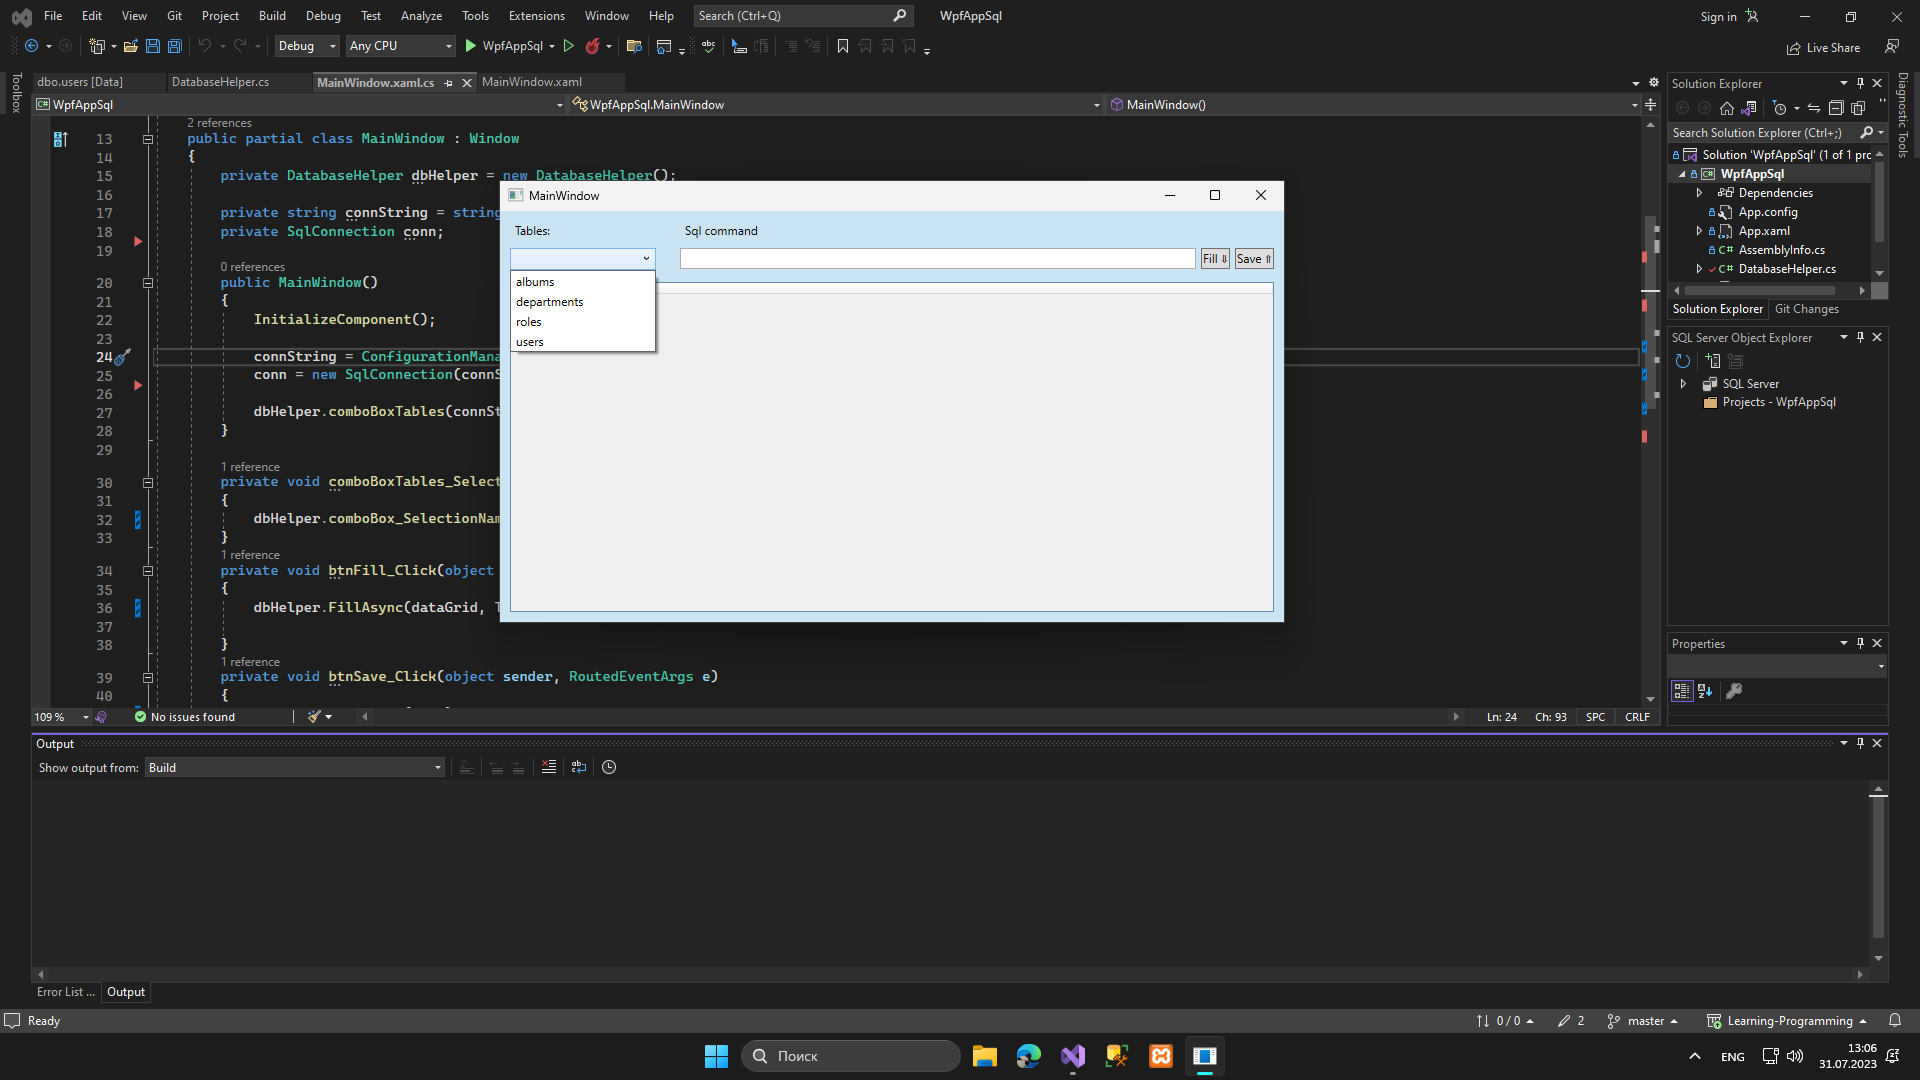 File Edit View Git Project Build Debug Test Analyze Tools Extensions Window Help Search (Ctrl+Q) WpfAppSql Sign in
Debug Any CPU WpfAppSql Live Share
Toolbox
dbo.users [Data] DatabaseHelper.cs MainWindow.xaml.cs MainWindow.xaml
WpfAppSql WpfAppSql.MainWindow MainWindow()
2 references
13 public partial class MainWindow : Window
14 {
15 private DatabaseHelper dbHelper = new DatabaseHelper();
16
17 private string connString = string
18 private SqlConnection conn;
19
0 references
20 public MainWindow()
21 {
22 InitializeComponent();
23
24 connString = ConfigurationMana
25 conn = new SqlConnection(connS
26
27 dbHelper.comboBoxTables(connSt
28 }
29
1 reference
30 private void comboBoxTables_Select
31 {
32 dbHelper.comboBox_SelectionNam
33 }
1 reference
34 private void btnFill_Click(object
35 {
36 dbHelper.FillAsync(dataGrid, T
37
38 }
1 reference
39 private void btnSave_Click(object sender, RoutedEventArgs e)
40 {
MainWindow
Tables: Sql command
Fill ⇓ Save ⇑
albums
departments
roles
users
109 % No issues found Ln: 24 Ch: 93 SPC CRLF
Output
Show output from: Build
Error List ... Output
Solution Explorer
Search Solution Explorer (Ctrl+;)
Solution 'WpfAppSql' (1 of 1 prc
WpfAppSql
Dependencies
App.config
App.xaml
AssemblyInfo.cs
DatabaseHelper.cs
Solution Explorer Git Changes
SQL Server Object Explorer
SQL Server
Projects - WpfAppSql
Properties
Diagnostic Tools
Ready 0 / 0 2 master Learning-Programming
Поиск ENG 13:06
31.07.2023